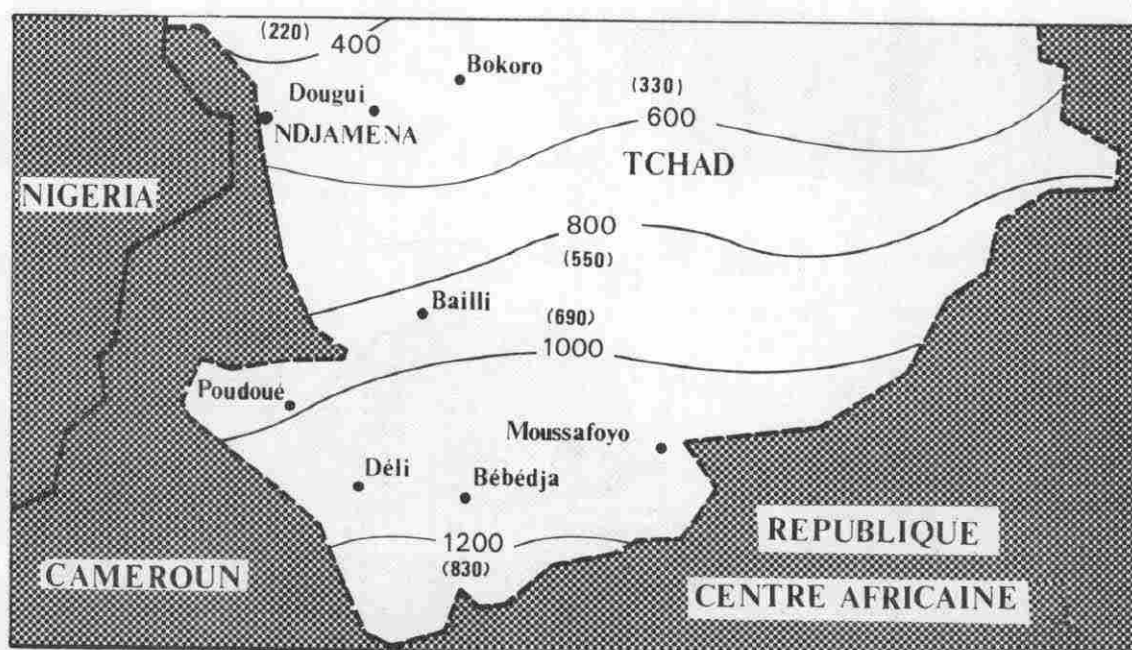 (220)
400
Bokoro
Dougui
NDJAMENA
(330)
600
TCHAD
NIGERIA
800
(550)
Bailli
(690)
1000
Poudoué
Moussafoyo
Déli
Bébédja
1200
(830)
CAMEROUN
REPUBLIQUE
CENTRE AFRICAINE